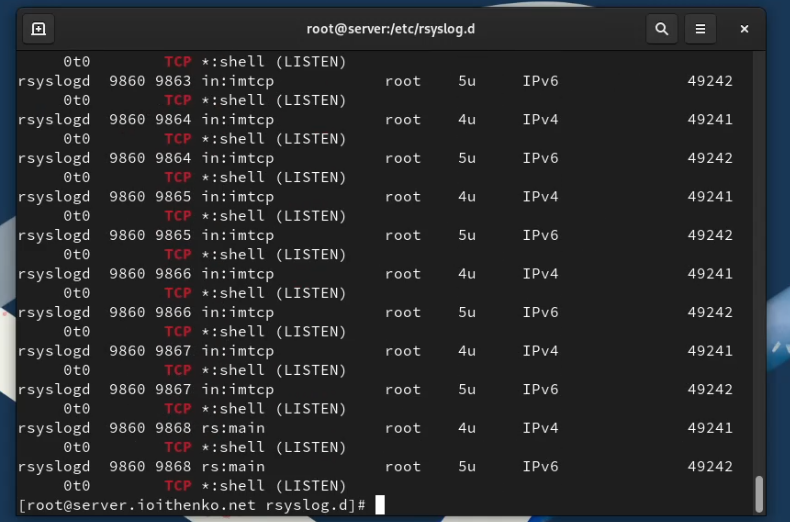 root@server:/etc/rsyslog.d
0t0 TCP *:shell (LISTEN)
rsyslogd 9860 9863 in:imtcp root 5u IPv6 49242
0t0 TCP *:shell (LISTEN)
rsyslogd 9860 9864 in:imtcp root 4u IPv4 49241
0t0 TCP *:shell (LISTEN)
rsyslogd 9860 9864 in:imtcp root 5u IPv6 49242
0t0 TCP *:shell (LISTEN)
rsyslogd 9860 9865 in:imtcp root 4u IPv4 49241
0t0 TCP *:shell (LISTEN)
rsyslogd 9860 9865 in:imtcp root 5u IPv6 49242
0t0 TCP *:shell (LISTEN)
rsyslogd 9860 9866 in:imtcp root 4u IPv4 49241
0t0 TCP *:shell (LISTEN)
rsyslogd 9860 9866 in:imtcp root 5u IPv6 49242
0t0 TCP *:shell (LISTEN)
rsyslogd 9860 9867 in:imtcp root 4u IPv4 49241
0t0 TCP *:shell (LISTEN)
rsyslogd 9860 9867 in:imtcp root 5u IPv6 49242
0t0 TCP *:shell (LISTEN)
rsyslogd 9860 9868 rs:main root 4u IPv4 49241
0t0 TCP *:shell (LISTEN)
rsyslogd 9860 9868 rs:main root 5u IPv6 49242
0t0 TCP *:shell (LISTEN)
[root@server.ioithenko.net rsyslog.d]#